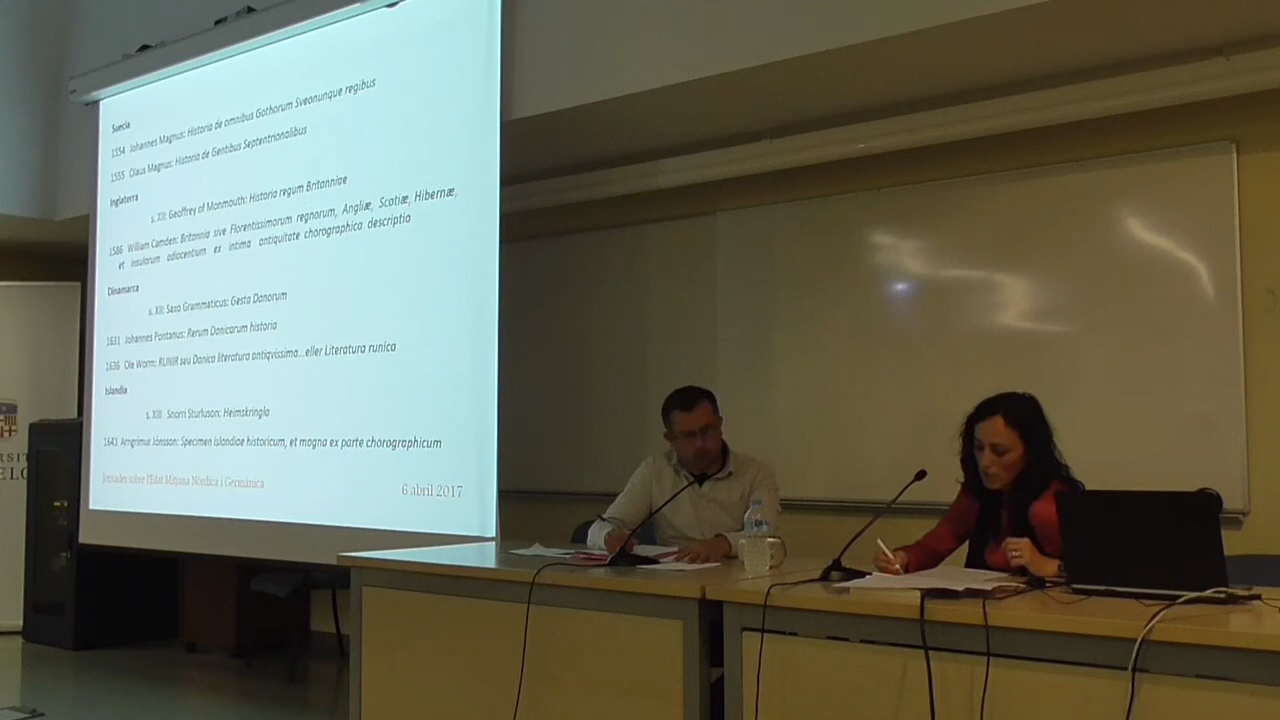 Suecia
1554 Johannes Magnus: Historia de omnibus Gothorum Sveonunque regibus
1555 Olaus Magnus: Historia de Gentibus Septentrionalibus
Inglaterra
s. XII: Geoffrey of Monmouth: Historia regum Britanniae
1586 William Camden: Britannia sive Florentissimorum regnorum, Angliæ, Scotiæ, Hibernæ,
et insularum adiacentium ex intima antiquitate chorographica descriptio
Dinamarca
s. XII: Saxo Grammaticus: Gesta Danorum
1631 Johannes Pontanus: Rerum Danicarum historia
1636 Ole Worm: RUNIR seu Danica literatura antiqvissima...eller Literatura runica
Islandia
s. XIII Snorri Sturluson: Heimskringla
1643 Arngrimur Jónsson: Specimen islandiae historicum, et magna ex parte chorographicum
Jornades sobre l'Edat Mitjana Nòrdica i Germànica
6 abril 2017